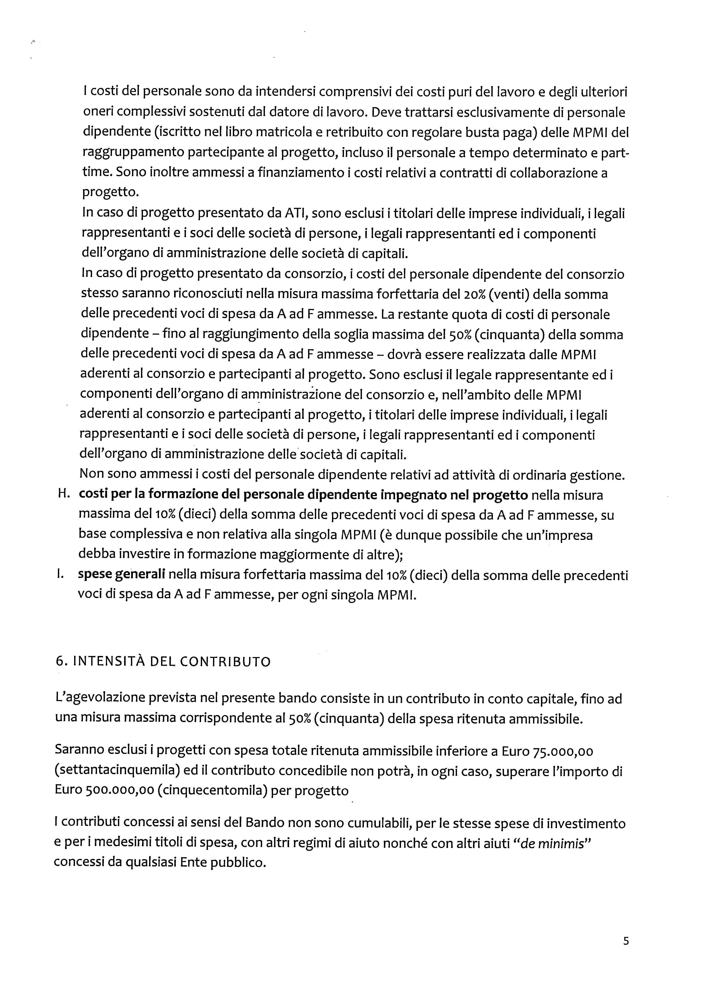 I costi del personale sono da intendersi comprensivi dei costi puri del lavoro e degli ulteriori
oneri complessivi sostenuti dal datore di lavoro. Deve trattarsi esclusivamente di personale
dipendente (iscritto nel libro matricola e retribuito con regolare busta paga) delle MPMI del
raggruppamento partecipante al progetto, incluso il personale a tempo determinato e part-
time. Sono inoltre ammessi a finanziamento i costi relativi a contratti di collaborazione a
progetto.
In caso di progetto presentato da ATI, sono esclusi i titolari delle imprese individuali, i legali
rappresentanti e i soci delle società di persone, i legali rappresentanti ed i componenti
dell'organo di amministrazione delle società di capitali.
In caso di progetto presentato da consorzio, i costi del personale dipendente del consorzio
stesso saranno riconosciuti nella misura massima forfettaria del 20% (venti) della somma
delle precedenti voci di spesa da A ad F ammesse. La restante quota di costi di personale
dipendente – fino al raggiungimento della soglia massima del 50% (cinquanta) della somma
delle precedenti voci di spesa da A ad F ammesse – dovrà essere realizzata dalle MPMI
aderenti al consorzio e partecipanti al progetto. Sono esclusi il legale rappresentante ed i
componenti dell'organo di amministrazione del consorzio e, nell'ambito delle MPMI
aderenti al consorzio e partecipanti al progetto, i titolari delle imprese individuali, i legali
rappresentanti e i soci delle società di persone, i legali rappresentanti ed i componenti
dell'organo di amministrazione delle società di capitali.
Non sono ammessi i costi del personale dipendente relativi ad attività di ordinaria gestione.
H. costi per la formazione del personale dipendente impegnato nel progetto nella misura
massima del 10% (dieci) della somma delle precedenti voci di spesa da A ad F ammesse, su
base complessiva e non relativa alla singola MPMI (è dunque possibile che un'impresa
debba investire in formazione maggiormente di altre);
I. spese generali nella misura forfettaria massima del 10% (dieci) della somma delle precedenti
voci di spesa da A ad F ammesse, per ogni singola MPMI.
6. INTENSITÀ DEL CONTRIBUTO
L'agevolazione prevista nel presente bando consiste in un contributo in conto capitale, fino ad
una misura massima corrispondente al 50% (cinquanta) della spesa ritenuta ammissibile.
Saranno esclusi i progetti con spesa totale ritenuta ammissibile inferiore a Euro 75.000,00
(settantacinquemila) ed il contributo concedibile non potrà, in ogni caso, superare l'importo di
Euro 500.000,00 (cinquecentomila) per progetto
I contributi concessi ai sensi del Bando non sono cumulabili, per le stesse spese di investimento
e per i medesimi titoli di spesa, con altri regimi di aiuto nonché con altri aiuti "de minimis"
concessi da qualsiasi Ente pubblico.
5